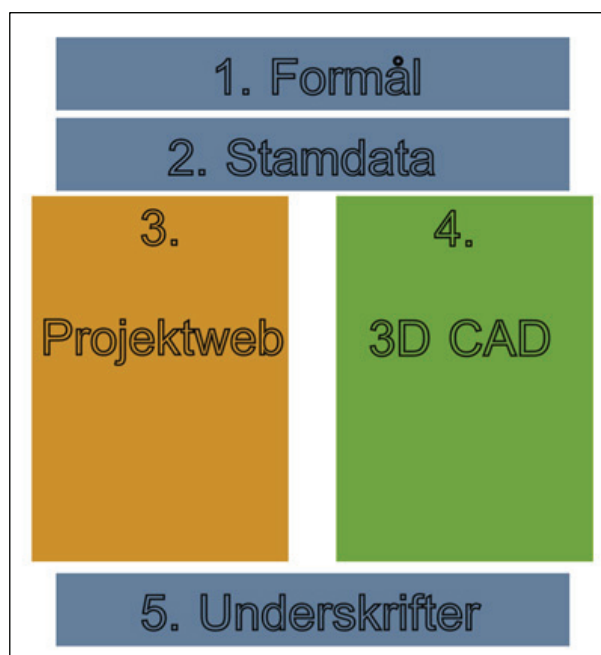 1. Formål
2. Stamdata
3.
Projektweb
4.
3D CAD
5. Underskrifter